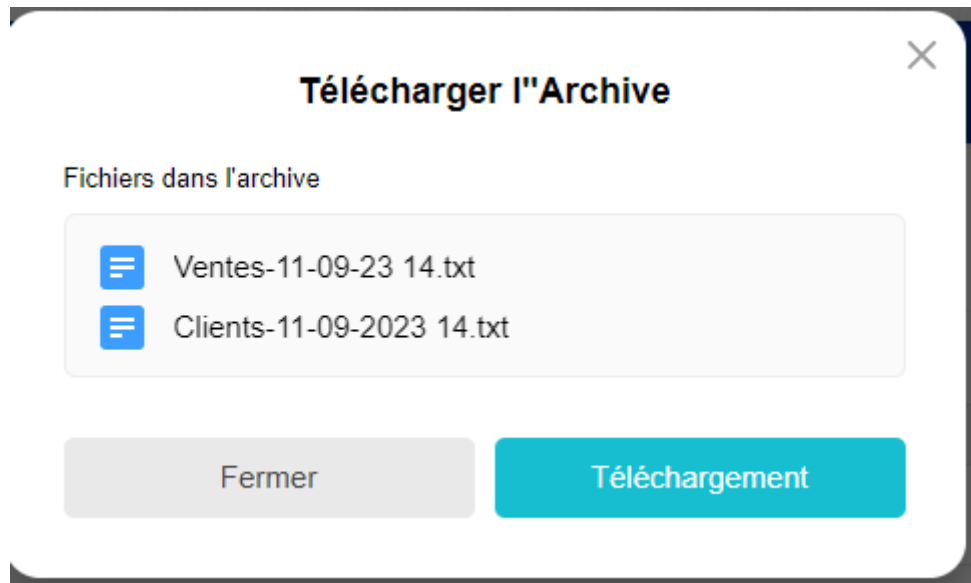 Télécharger l''Archive
Fichiers dans l'archive
Ventes-11-09-23 14.txt
Clients-11-09-2023 14.txt
Fermer
Téléchargement